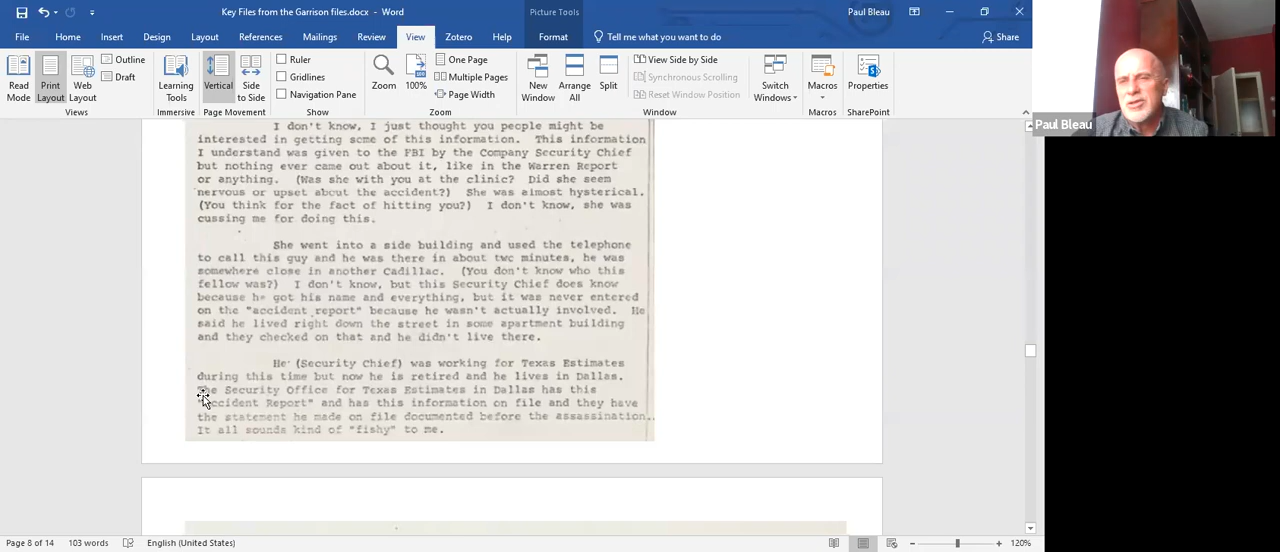 Key Files from the Garrison files.docx - Word
Picture Tools
Paul Bleau
File Home Insert Design Layout References Mailings Review View Zotero Help Format Tell me what you want to do Share
Read Mode
Print Layout
Web Layout
Outline
Draft
Views
Learning Tools
Immersive
Vertical
Side to Side
Page Movement
Ruler
Gridlines
Navigation Pane
Show
Zoom
100%
One Page
Multiple Pages
Page Width
Zoom
New Window
Arrange All
Split
View Side by Side
Synchronous Scrolling
Reset Window Position
Window
Switch Windows
Macros
Macros
Properties
SharePoint
Paul Bleau
I don't know, I just thought you people might be
interested in getting some of this information. This information
I understand was given to the FBI by the Company Security Chief
but nothing ever came out about it, like in the Warren Report
or anything. (Was she with you at the clinic? Did she seem
nervous or upset about the accident?) She was almost hysterical.
(You think for the fact of hitting you?) I don't know, she was
cussing me for doing this.
She went into a side building and used the telephone
to call this guy and he was there in about two minutes, he was
somewhere close in another Cadillac. (You don't know who this
fellow was?) I don't know, but this Security Chief does know
because he got his name and everything, but it was never entered
on the "accident report" because he wasn't actually involved. He
said he lived right down the street in some apartment building
and they checked on that and he didn't live there.
He (Security Chief) was working for Texas Estimates
during this time but now he is retired and he lives in Dallas.
The Security Office for Texas Estimates in Dallas has this
"Accident Report" and has this information on file and they have
the statement he made on file documented before the assassination.
It all sounds kind of "fishy" to me.
Page 8 of 14 103 words English (United States) 120%